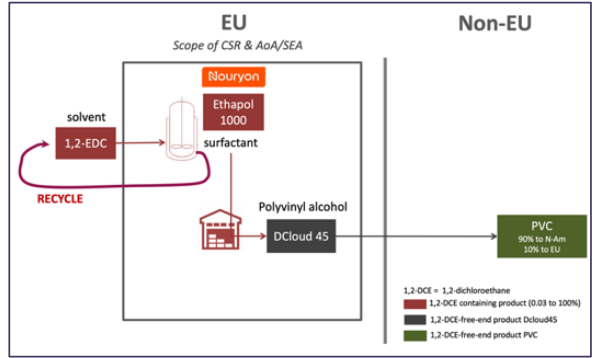 EU
Non-EU
Scope of CSR & AoA/SEA
Nouryon
solvent
1,2-EDC
Ethapol
1000
surfactant
RECYCLE
Polyvinyl alcohol
DCloud 45
PVC
90% to N-Am
10% to EU
1,2-DCE = 1,2-dichloroethane
1,2-DCE containing product (0.03 to 100%)
1,2-DCE-free-end product Dcloud45
1,2-DCE-free-end product PVC